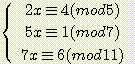 2x ≡ 4(mod5)
5x ≡ 1(mod7)
7x ≡ 6(mod11)